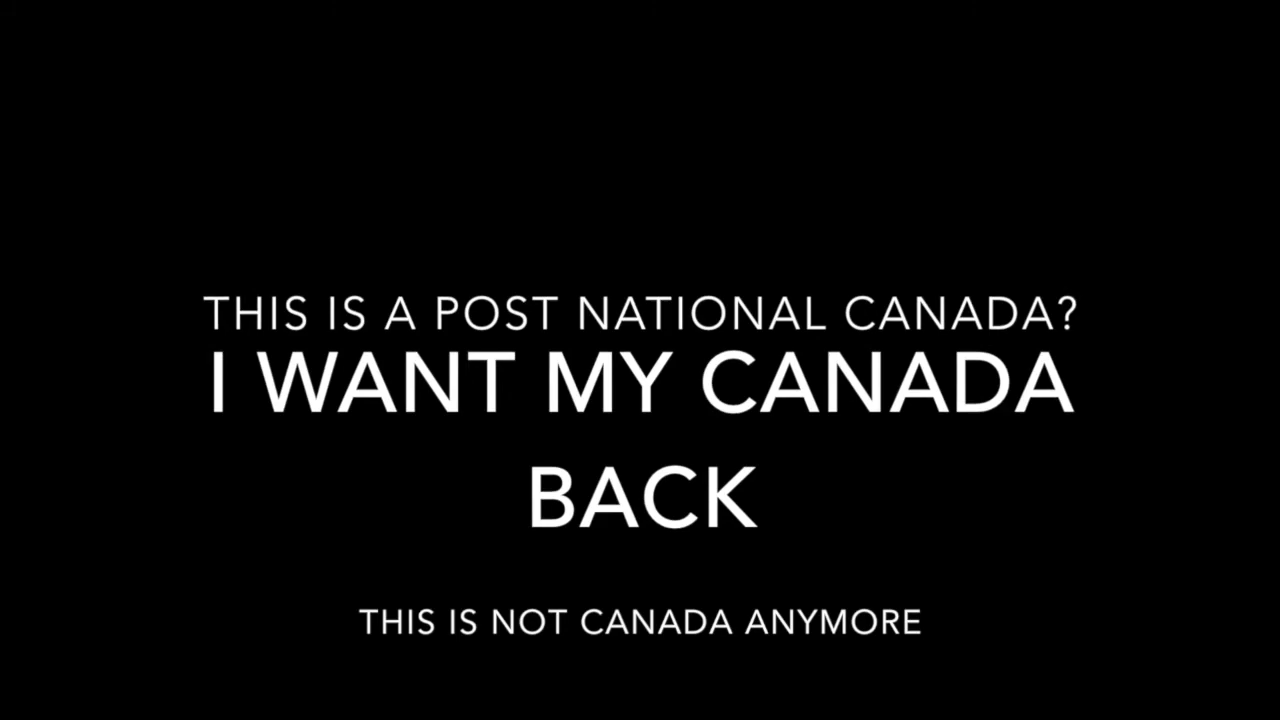 THIS IS A POST NATIONAL CANADA?
I WANT MY CANADA
BACK
THIS IS NOT CANADA ANYMORE